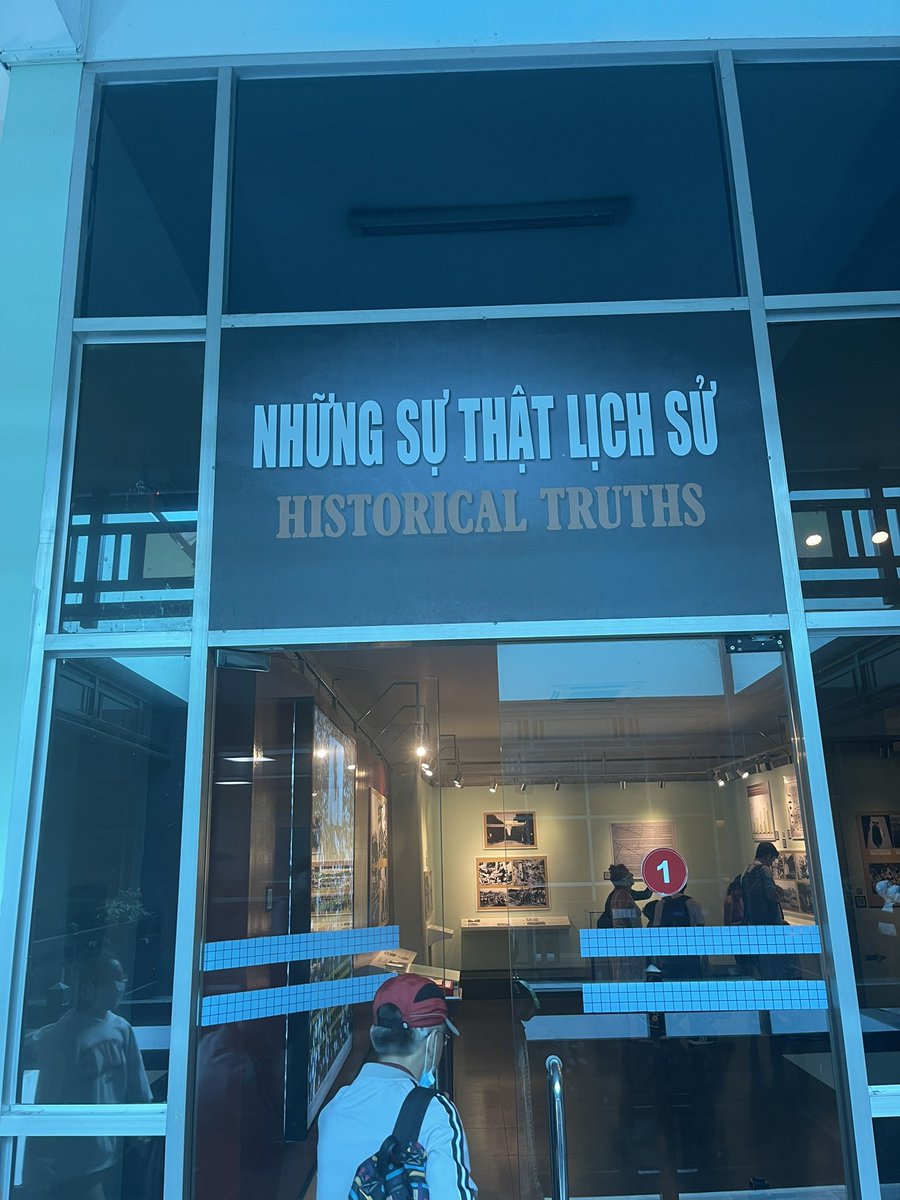 NHỮNG SỰ THẬT LỊCH SỬ
HISTORICAL TRUTHS
1